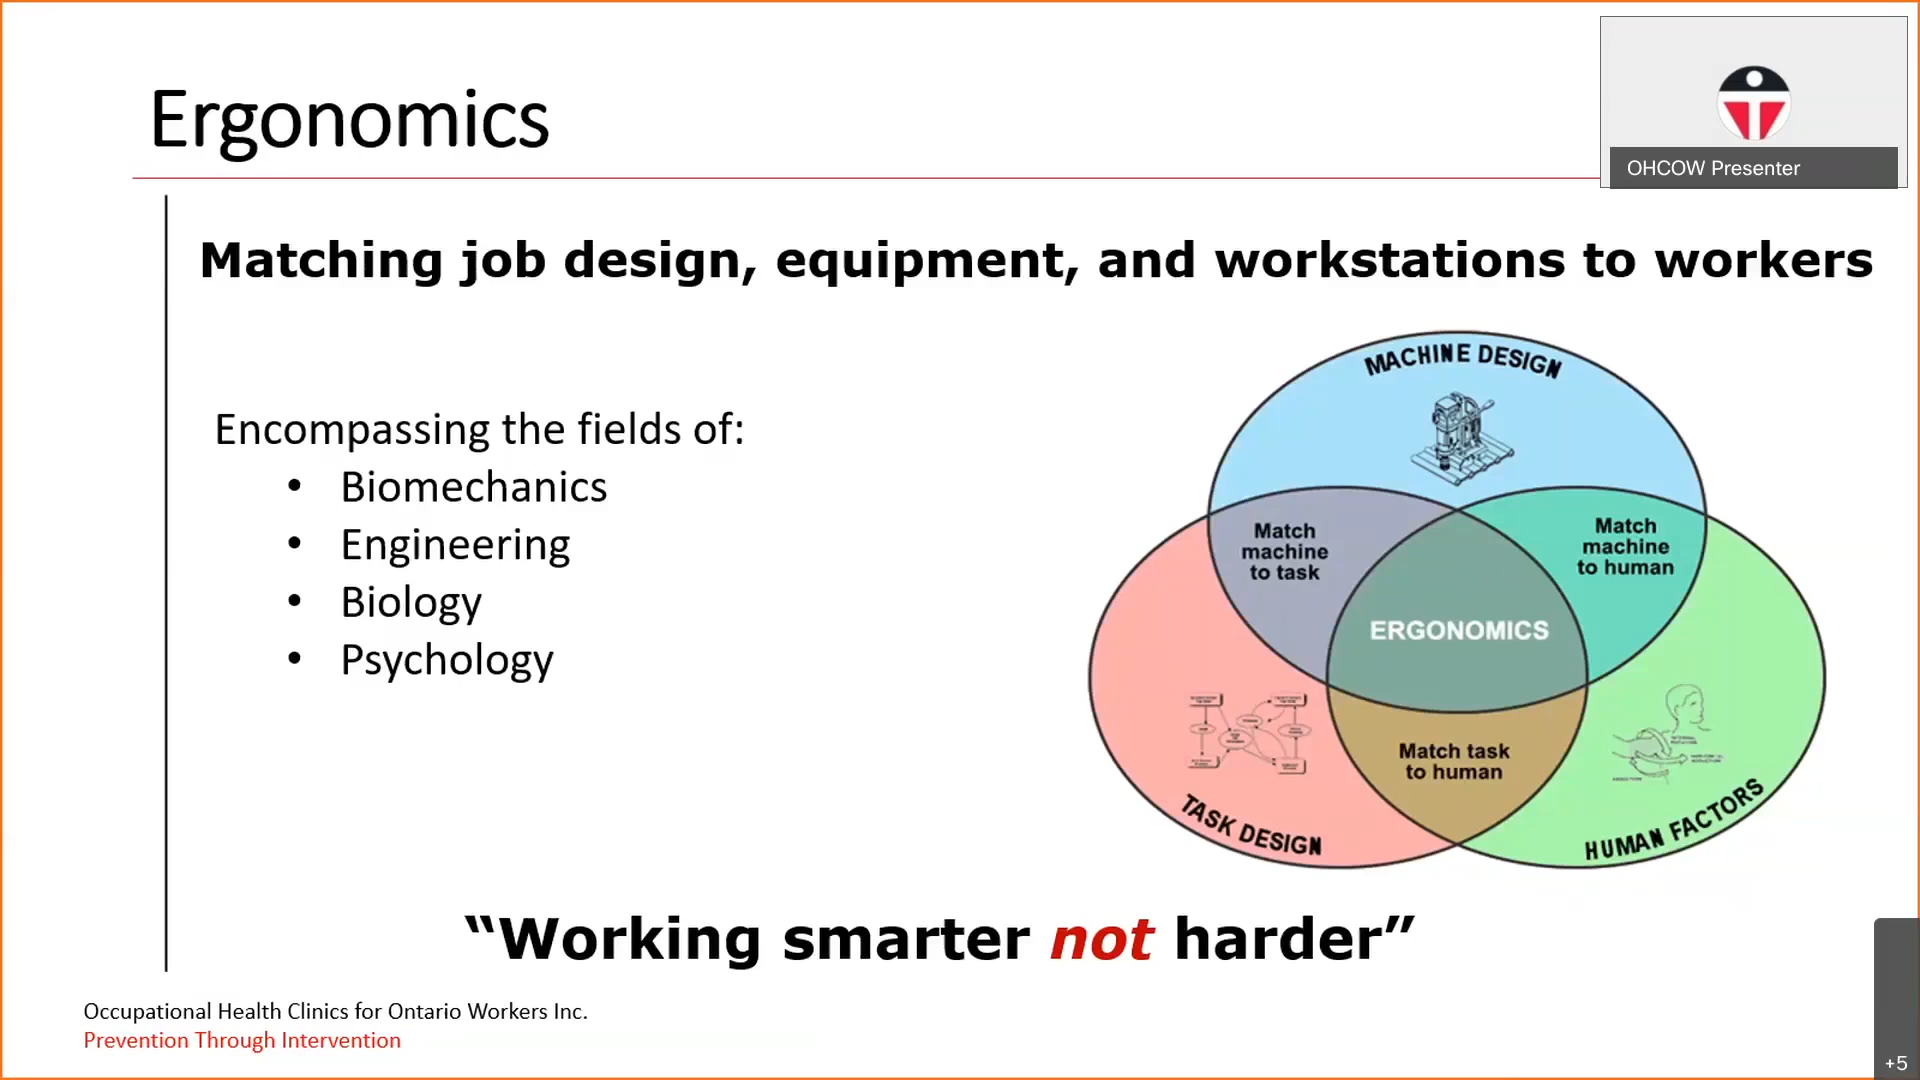 Ergonomics
OHCOW Presenter
Matching job design, equipment, and workstations to workers
Encompassing the fields of:
• Biomechanics
• Engineering
• Biology
• Psychology
MACHINE DESIGN
Match
machine
to task
Match
machine
to human
ERGONOMICS
Match task
to human
TASK DESIGN
HUMAN FACTORS
“Working smarter not harder”
Occupational Health Clinics for Ontario Workers Inc.
Prevention Through Intervention
+5